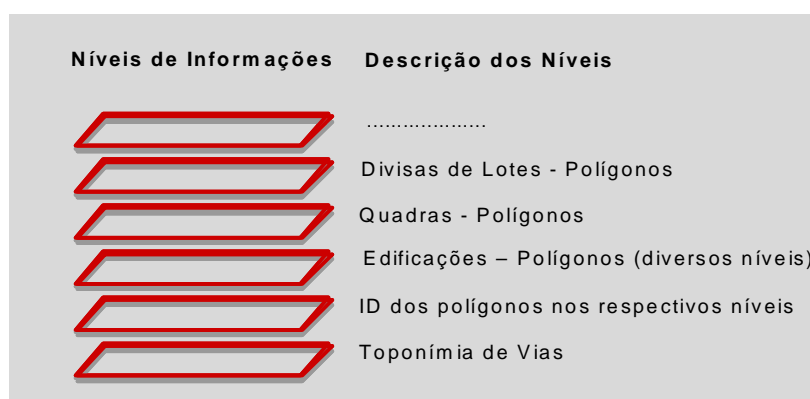 Níveis de Informações Descrição dos Níveis
....................
Divisas de Lotes - Polígonos
Quadras - Polígonos
Edificações – Polígonos (diversos níveis)
ID dos polígonos nos respectivos níveis
Toponímia de Vias